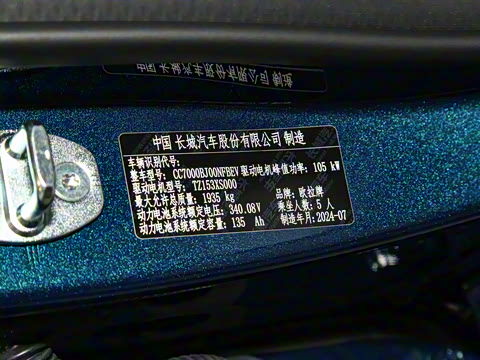 中国 长城汽车股份有限公司 制造
车辆识别代号:
整车型号: CC7000BJ00NFBEV 驱动电机峰值功率: 105 kW
驱动电机型号: TZ153XS000
最大允许总质量: 1935 kg 品牌: 欧拉牌
动力电池系统额定电压: 340.08V 乘坐人数: 5 人
动力电池系统额定容量: 135 Ah 制造年月: 2024-07